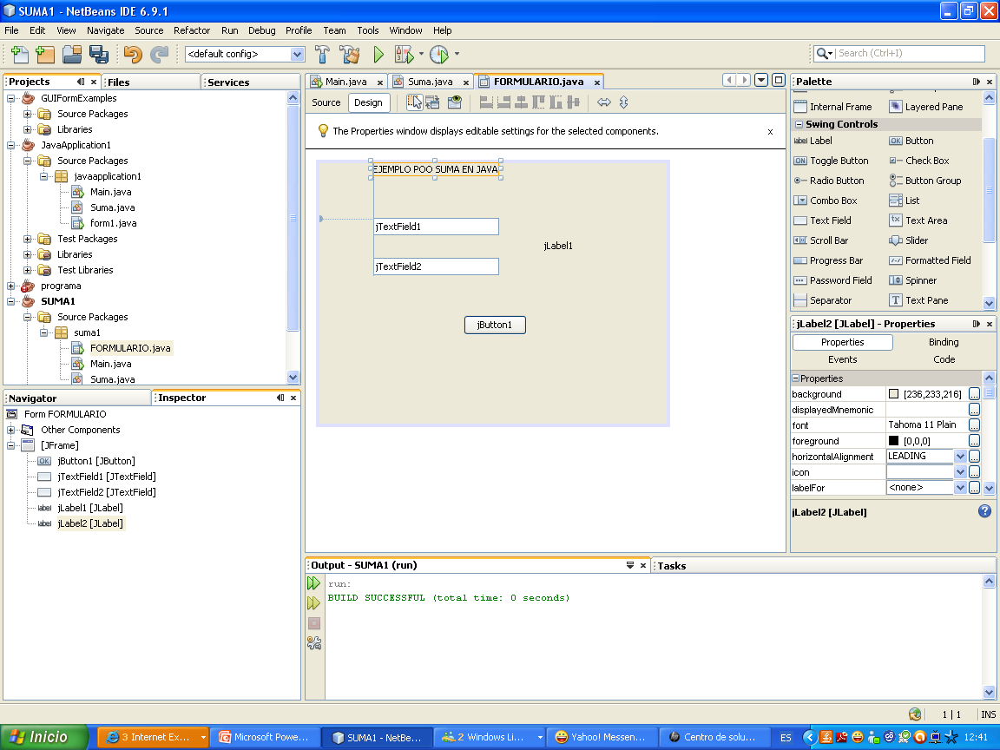 SUMA1 - NetBeans IDE 6.9.1
File Edit View Navigate Source Refactor Run Debug Profile Team Tools Window Help
<default config>
Search (Ctrl+I)
Projects
Files
Services
GUIFormExamples
Source Packages
Libraries
JavaApplication1
Source Packages
javaapplication1
Main.java
Suma.java
form1.java
Test Packages
Libraries
Test Libraries
programa
SUMA1
Source Packages
suma1
FORMULARIO.java
Main.java
Suma.java
Navigator
Inspector
Form FORMULARIO
Other Components
[JFrame]
jButton1 [JButton]
jTextField1 [JTextField]
jTextField2 [JTextField]
jLabel1 [JLabel]
jLabel2 [JLabel]
Main.java
Suma.java
FORMULARIO.java
Source Design
The Properties window displays editable settings for the selected components.
x
EJEMPLO POO SUMA EN JAVA
jTextField1
jLabel1
jTextField2
jButton1
Output - SUMA1 (run)
Tasks
run:
BUILD SUCCESSFUL (total time: 0 seconds)
Palette
Internal Frame Layered Pane
Swing Controls
label Label OK Button
ON Toggle Button Check Box
Radio Button Button Group
Combo Box List
Text Field Text Area
Scroll Bar Slider
Progress Bar Formatted Field
Password Field Spinner
Separator Text Pane
jLabel2 [JLabel] - Properties
Properties Binding
Events Code
Properties
background [236,233,216] ...
displayedMnemonic ...
font Tahoma 11 Plain ...
foreground [0,0,0] ...
horizontalAlignment LEADING ...
icon ...
labelFor <none> ...
jLabel2 [JLabel]
1 | 1 INS
Inicio
3 Internet Ex...
Microsoft Powe...
SUMA1 - NetBe...
2 Windows Li...
Yahoo! Messen...
Centro de solu...
ES
12:41